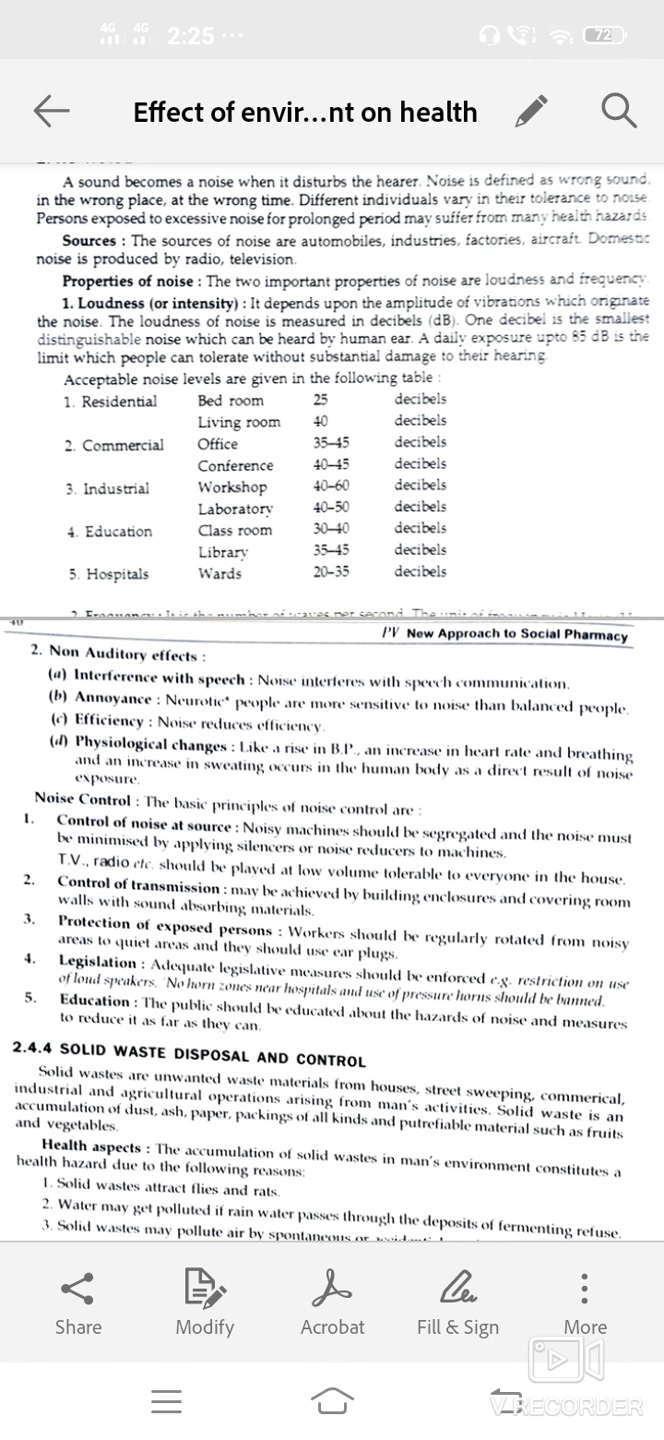 4G 4G 2:25 ... 72
Effect of envir...nt on health
A sound becomes a noise when it disturbs the hearer. Noise is defined as wrong sound,
in the wrong place, at the wrong time. Different individuals vary in their tolerance to noise.
Persons exposed to excessive noise for prolonged period may suffer from many health hazards
Sources : The sources of noise are automobiles, industries, factories, aircraft. Domestic
noise is produced by radio, television.
Properties of noise : The two important properties of noise are loudness and frequency.
1. Loudness (or intensity) : It depends upon the amplitude of vibrations which originate
the noise. The loudness of noise is measured in decibels (dB). One decibel is the smallest
distinguishable noise which can be heard by human ear. A daily exposure upto 85 dB is the
limit which people can tolerate without substantial damage to their hearing.
Acceptable noise levels are given in the following table :
1. Residential Bed room 25 decibels
Living room 40 decibels
2. Commercial Office 35–45 decibels
Conference 40–45 decibels
3. Industrial Workshop 40–60 decibels
Laboratory 40–50 decibels
4. Education Class room 30–40 decibels
Library 35–45 decibels
5. Hospitals Wards 20–35 decibels
2. Frequency : It is the number of waves per second. The unit of frequency is
40 PV New Approach to Social Pharmacy
2. Non Auditory effects :
(a) Interference with speech : Noise interferes with speech communication.
(b) Annoyance : Neurotic* people are more sensitive to noise than balanced people.
(c) Efficiency : Noise reduces efficiency.
(d) Physiological changes : Like a rise in B.P., an increase in heart rate and breathing
and an increase in sweating occurs in the human body as a direct result of noise
exposure.
Noise Control : The basic principles of noise control are :
1. Control of noise at source : Noisy machines should be segregated and the noise must
be minimised by applying silencers or noise reducers to machines.
T.V., radio etc. should be played at low volume tolerable to everyone in the house.
2. Control of transmission : may be achieved by building enclosures and covering room
walls with sound absorbing materials.
3. Protection of exposed persons : Workers should be regularly rotated from noisy
areas to quiet areas and they should use ear plugs.
4. Legislation : Adequate legislative measures should be enforced e.g. restriction on use
of loud speakers, 'No horn zones near hospitals and use of pressure horns should be banned.
5. Education : The public should be educated about the hazards of noise and measures
to reduce it as far as they can.
2.4.4 SOLID WASTE DISPOSAL AND CONTROL
Solid wastes are unwanted waste materials from houses, street sweeping, commerical,
industrial and agricultural operations arising from man's activities. Solid waste is an
accumulation of dust, ash, paper, packings of all kinds and putrefiable material such as fruits
and vegetables.
Health aspects : The accumulation of solid wastes in man's environment constitutes a
health hazard due to the following reasons:
1. Solid wastes attract flies and rats.
2. Water may get polluted if rain water passes through the deposits of fermenting refuse.
3. Solid wastes may pollute air by spontaneous or
Share Modify Acrobat Fill & Sign More
V RECORDER